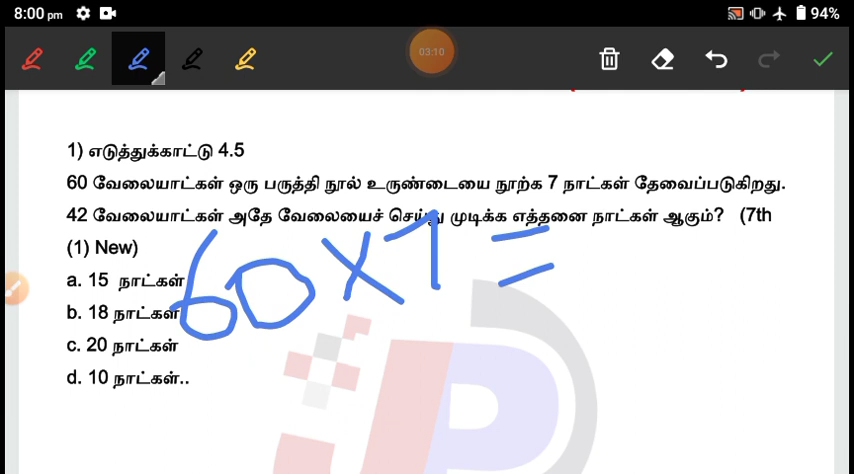 8:00 pm
94%
03:10
1) எடுத்துக்காட்டு 4.5
60 வேலையாட்கள் ஒரு பருத்தி நூல் உருண்டையை நூற்க 7 நாட்கள் தேவைப்படுகிறது.
42 வேலையாட்கள் அதே வேலையைச் செய்து முடிக்க எத்தனை நாட்கள் ஆகும்? (7th
(1) New)
a. 15 நாட்கள்
b. 18 நாட்கள்
c. 20 நாட்கள்
d. 10 நாட்கள்..
60 x 7 =